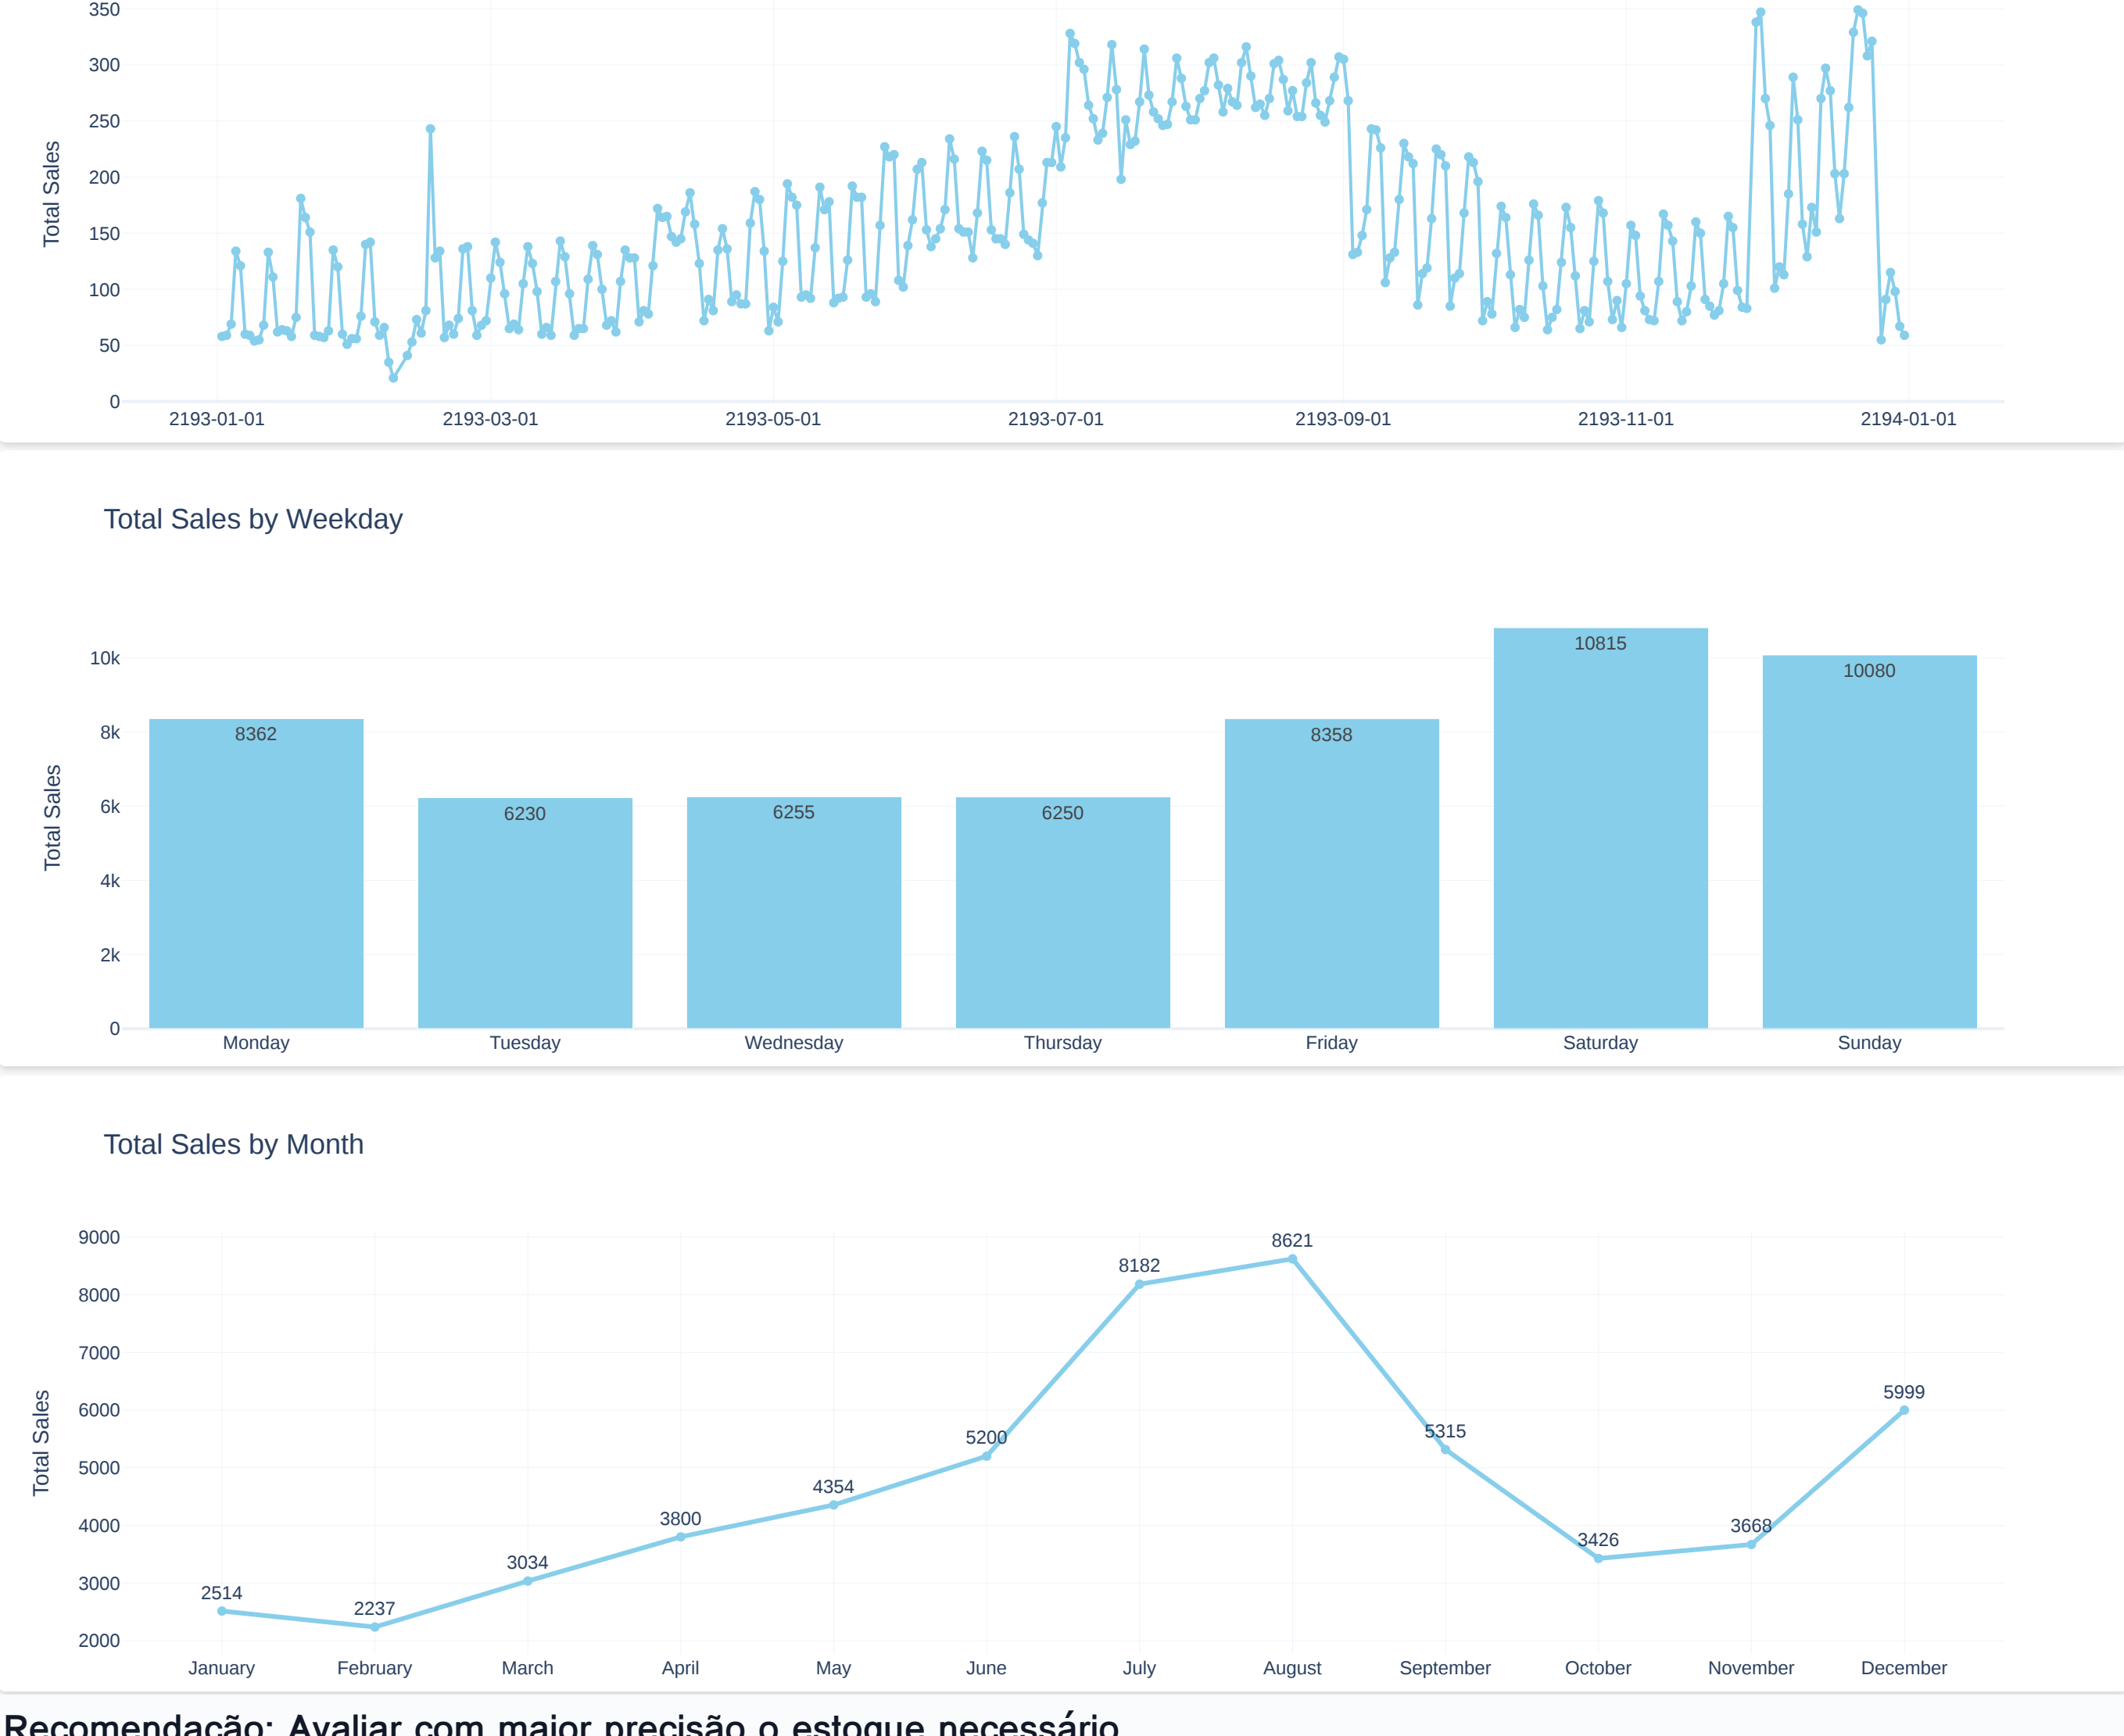 350
300
250
200
150
100
50
0
Total Sales
2193-01-01 2193-03-01 2193-05-01 2193-07-01 2193-09-01 2193-11-01 2194-01-01
Total Sales by Weekday
10k
8k
6k
4k
2k
0
Total Sales
8362 6230 6255 6250 8358 10815 10080
Monday Tuesday Wednesday Thursday Friday Saturday Sunday
Total Sales by Month
9000
8000
7000
6000
5000
4000
3000
2000
Total Sales
2514 2237 3034 3800 4354 5200 8182 8621 5315 3426 3668 5999
January February March April May June July August September October November December
Recomendação: Avaliar com maior precisão o estoque necessário